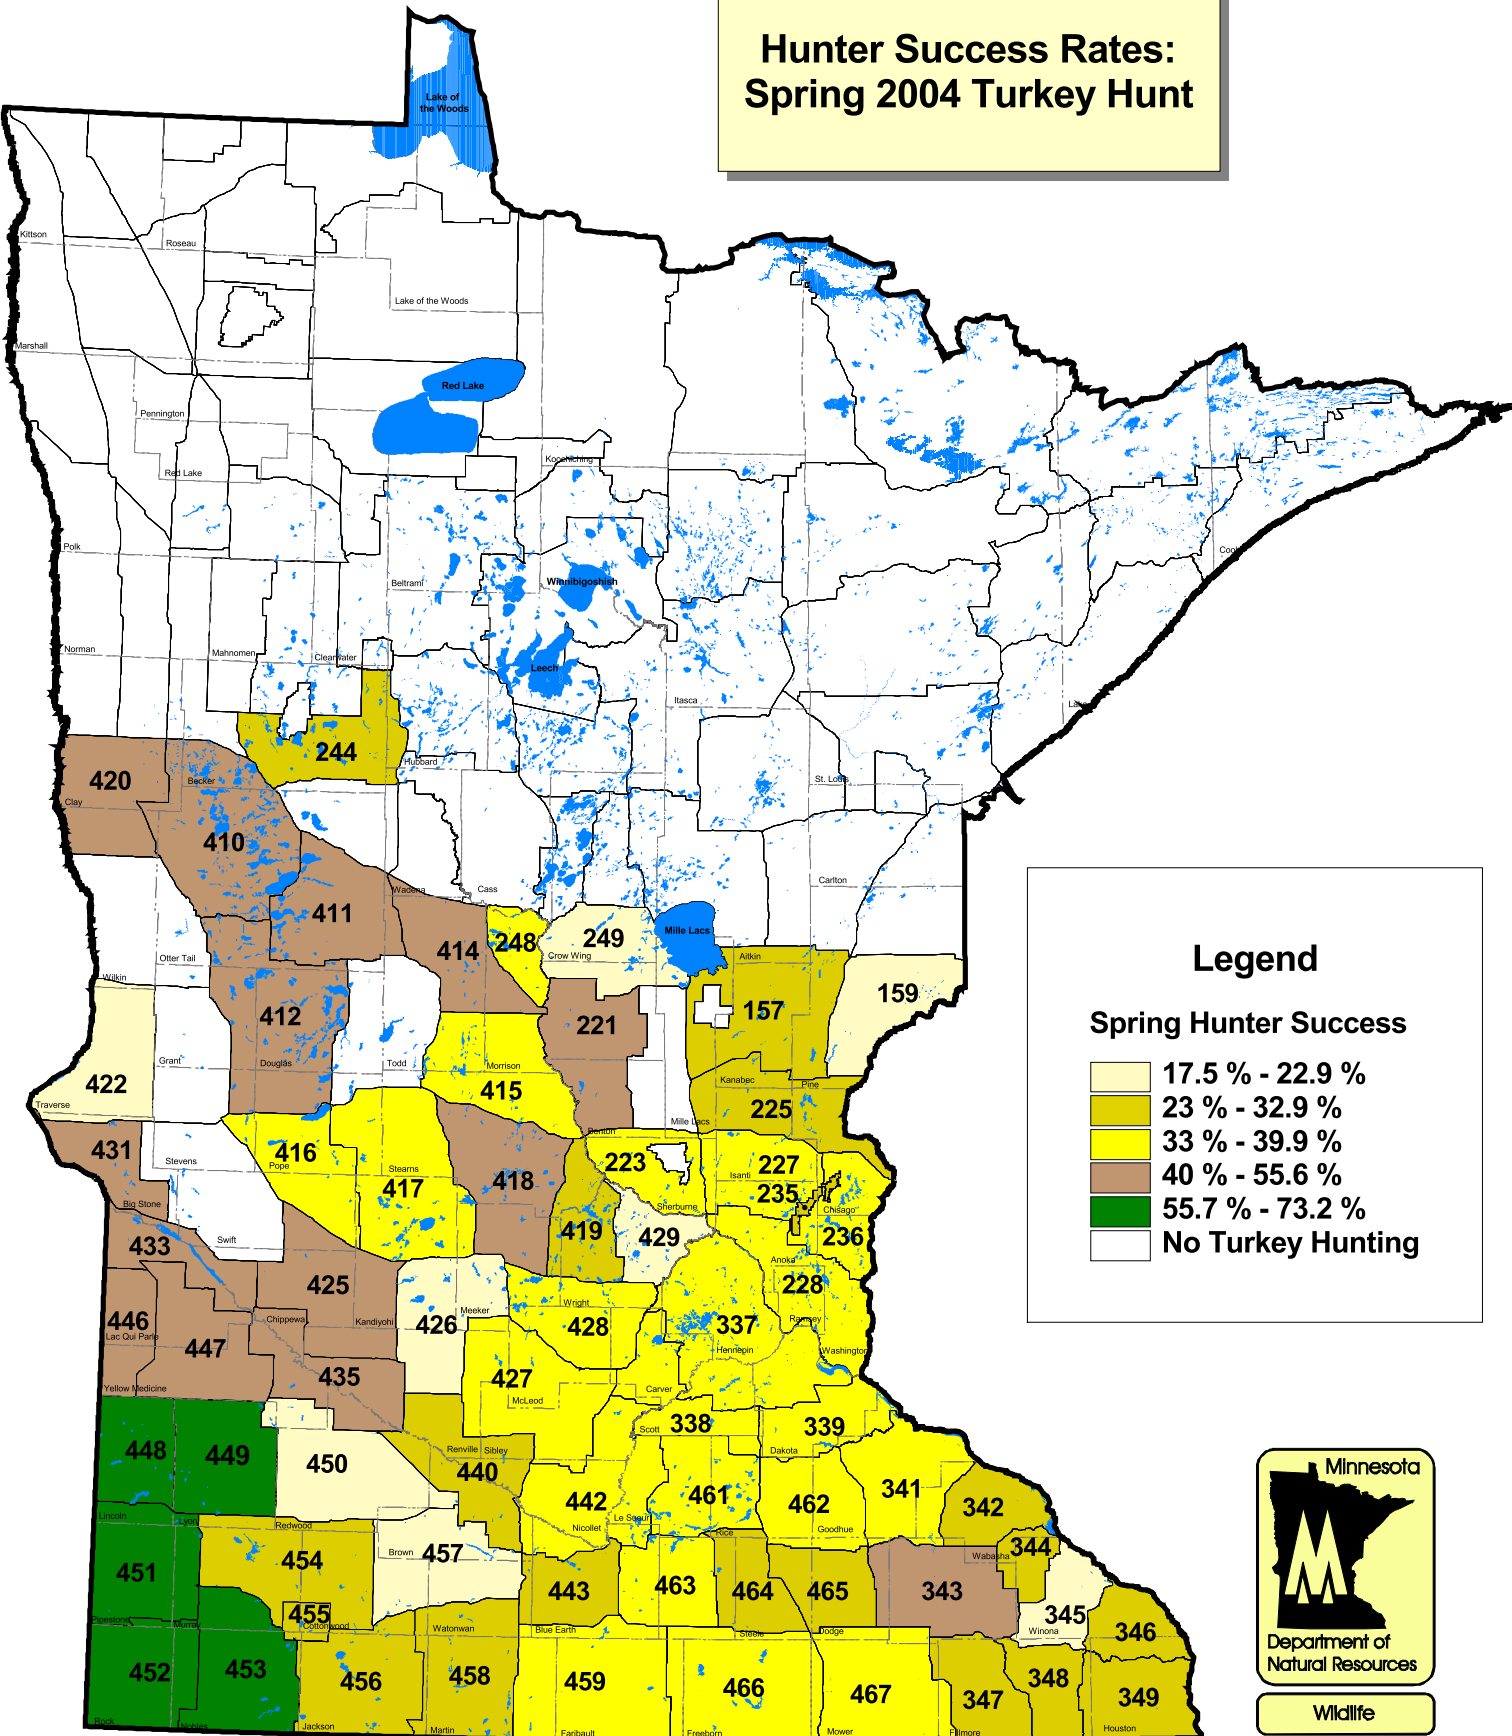 Hunter Success Rates:
Spring 2004 Turkey Hunt
Lake of
the Woods
Kittson
Roseau
Lake of the Woods
Marshall
Red Lake
Pennington
Koochiching
Red Lake
Polk
Cook
Winnibigoshish
Beltrami
Norman
Mahnomen
Clearwater
Leech
Itasca
Lake
244
Hubbard
420
Becker
St. Louis
Clay
410
Carlton
Wadena
Cass
411
Mille Lacs
248
249
414
Crow Wing
Aitkin
Otter Tail
Wilkin
159
157
412
221
Grant
Douglas
Todd
Morrison
422
415
Kanabec
Pine
Traverse
225
Mille Lacs
Benton
431
416
Stevens
Pope
Stearns
223
227
Isanti
418
417
235
Big Stone
Sherburne
Chisago
419
429
236
433
Swift
Anoka
425
228
Wright
Meeker
446
Chippewa
Kandiyohi
426
428
337
Ramsey
Lac Qui Parle
447
Hennepin
Washington
435
427
Yellow Medicine
McLeod
Carver
338
339
Scott
448
449
450
Renville
Sibley
Dakota
440
461
341
442
462
342
Lincoln
Lyon
Redwood
Nicollet
Le Sueur
Rice
Goodhue
344
451
454
Brown
457
Wabasha
443
463
464
465
343
455
345
Pipestone
Murray
Cottonwood
Watonwan
Blue Earth
Steele
Dodge
Winona
346
452
453
456
458
459
466
467
347
348
349
Rock
Nobles
Jackson
Martin
Faribault
Freeborn
Mower
Fillmore
Houston
Legend
Spring Hunter Success
17.5 % - 22.9 %
23 % - 32.9 %
33 % - 39.9 %
40 % - 55.6 %
55.7 % - 73.2 %
No Turkey Hunting
Minnesota
Department of
Natural Resources
Wildlife